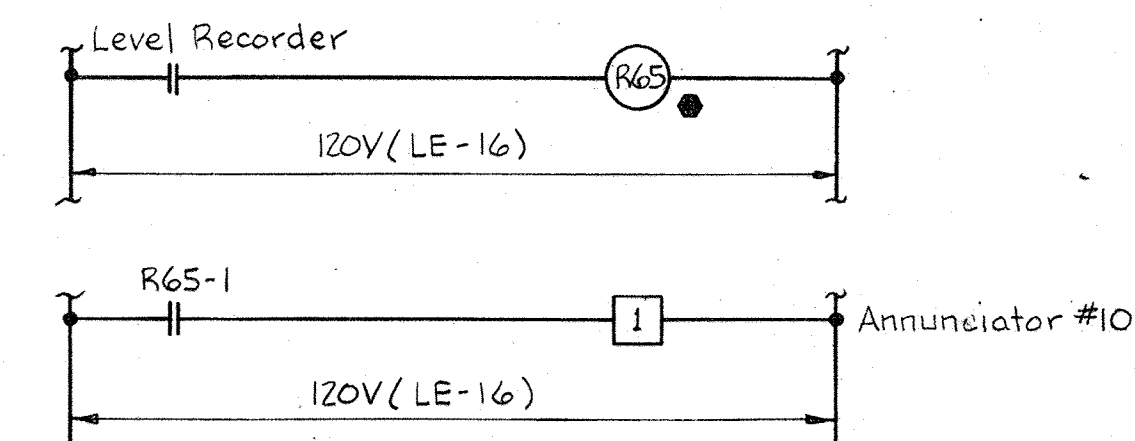 Level Recorder
R65
120V (LE-16)
R65-1
1
Annunciator #10
120V (LE-16)